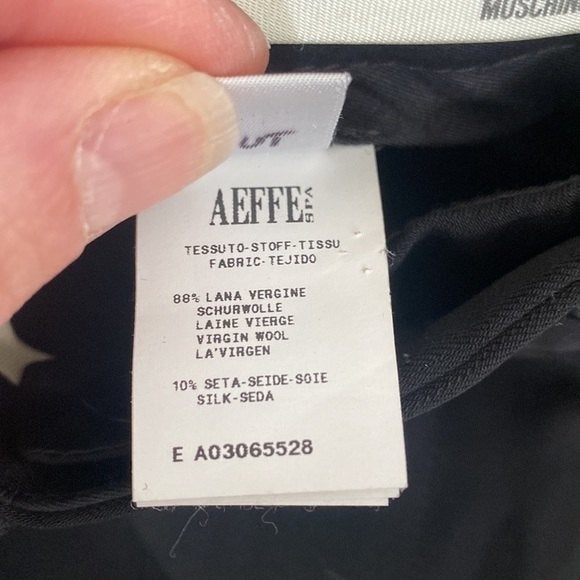 MOSCHINO
AEFFE SPA
TESSUTO-STOFF-TISSU
FABRIC-TEJIDO
88% LANA VERGINE
SCHURWOLLE
LAINE VIERGE
VIRGIN WOOL
LA'VIRGEN
10% SETA-SEIDE-SOIE
SILK-SEDA
E A03065528